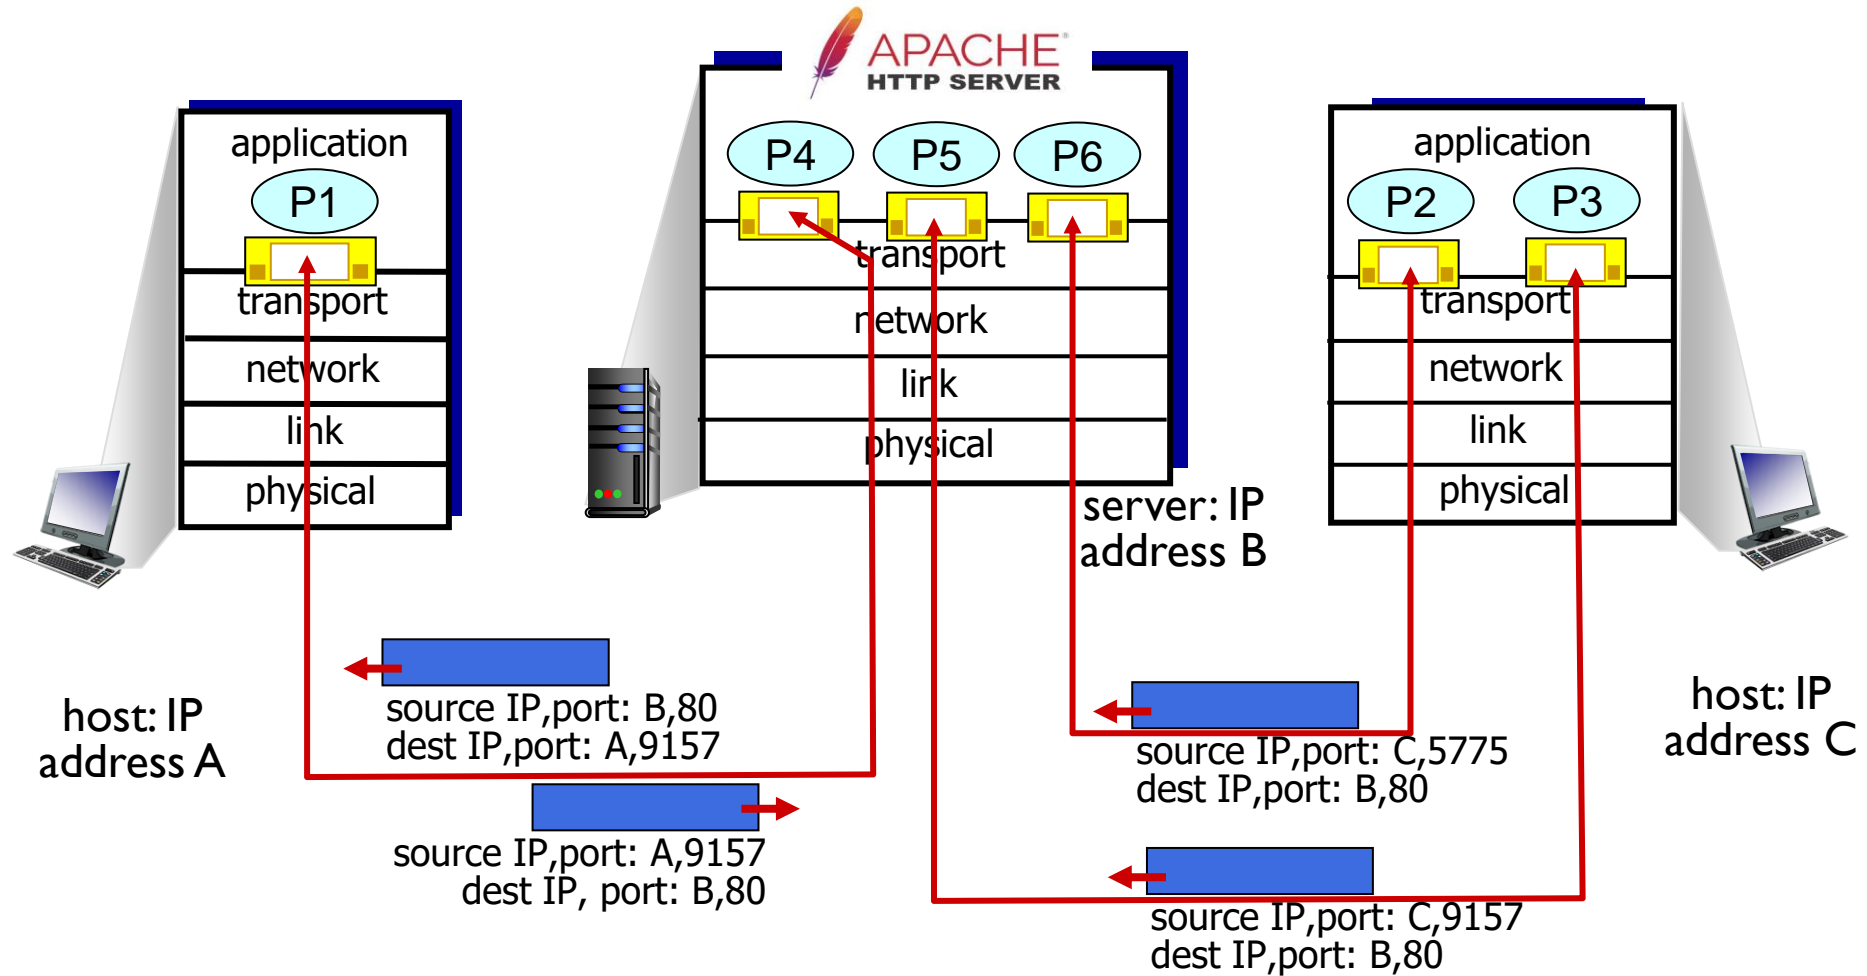 APACHE®
HTTP SERVER
application
P1
transport
network
link
physical
P4
P5
P6
transport
network
link
physical
application
P2
P3
transport
network
link
physical
server: IP
address B
host: IP
address A
source IP,port: B,80
dest IP,port: A,9157
source IP,port: A,9157
dest IP, port: B,80
source IP,port: C,5775
dest IP,port: B,80
source IP,port: C,9157
dest IP,port: B,80
host: IP
address C